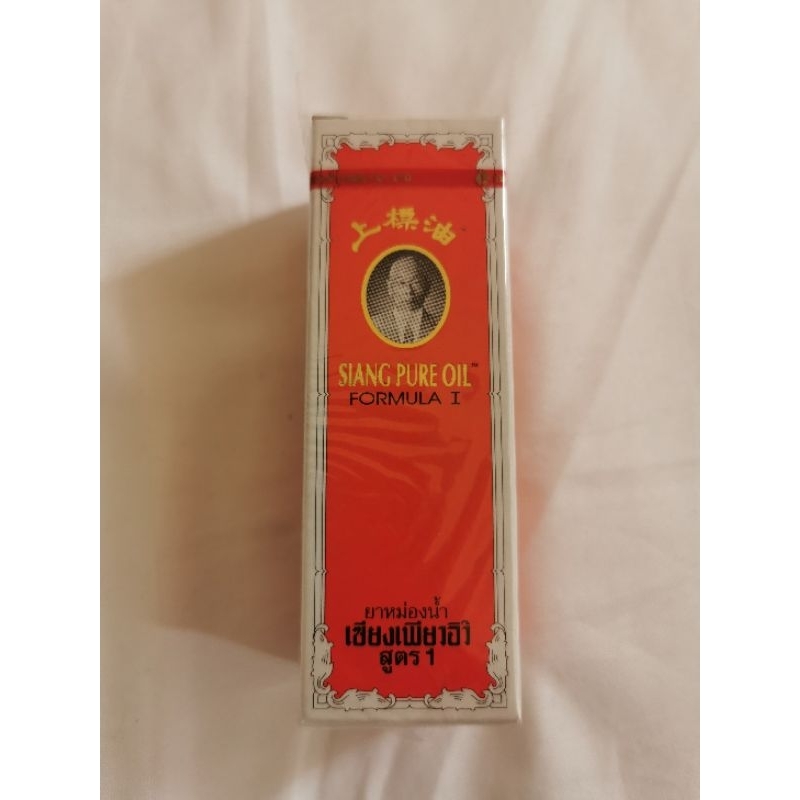 上標油
SIANG PURE OIL™
FORMULA I
ยาหม่องน้ำ
เซียงเพียวอิ๊ว
สูตร 1